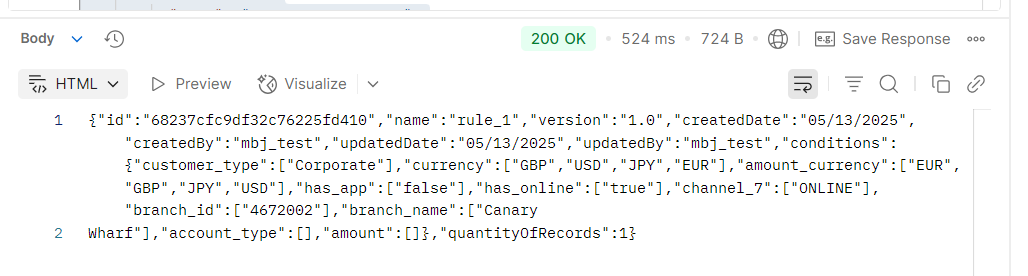 Body
200 OK
524 ms
724 B
e.g.
Save Response
HTML
Preview
Visualize
1
{"id":"68237cfc9df32c76225fd410","name":"rule_1","version":"1.0","createdDate":"05/13/2025",
"createdBy":"mbj_test","updatedDate":"05/13/2025","updatedBy":"mbj_test","conditions":
{"customer_type":["Corporate"],"currency":["GBP","USD","JPY","EUR"],"amount_currency":["EUR",
"GBP","JPY","USD"],"has_app":["false"],"has_online":["true"],"channel_7":["ONLINE"],
"branch_id":["4672002"],"branch_name":["Canary
2
Wharf"],"account_type":[],"amount":[]},"quantityOfRecords":1}